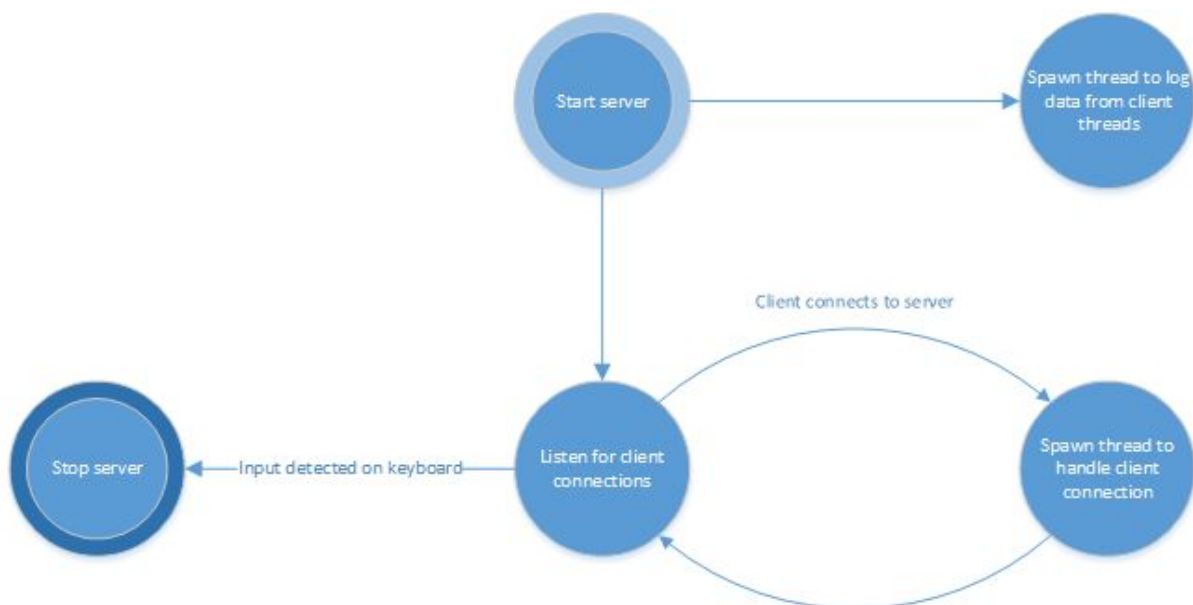 Start server
Spawn thread to log
data from client
threads
Client connects to server
Stop server
Input detected on keyboard
Listen for client
connections
Spawn thread to
handle client
connection